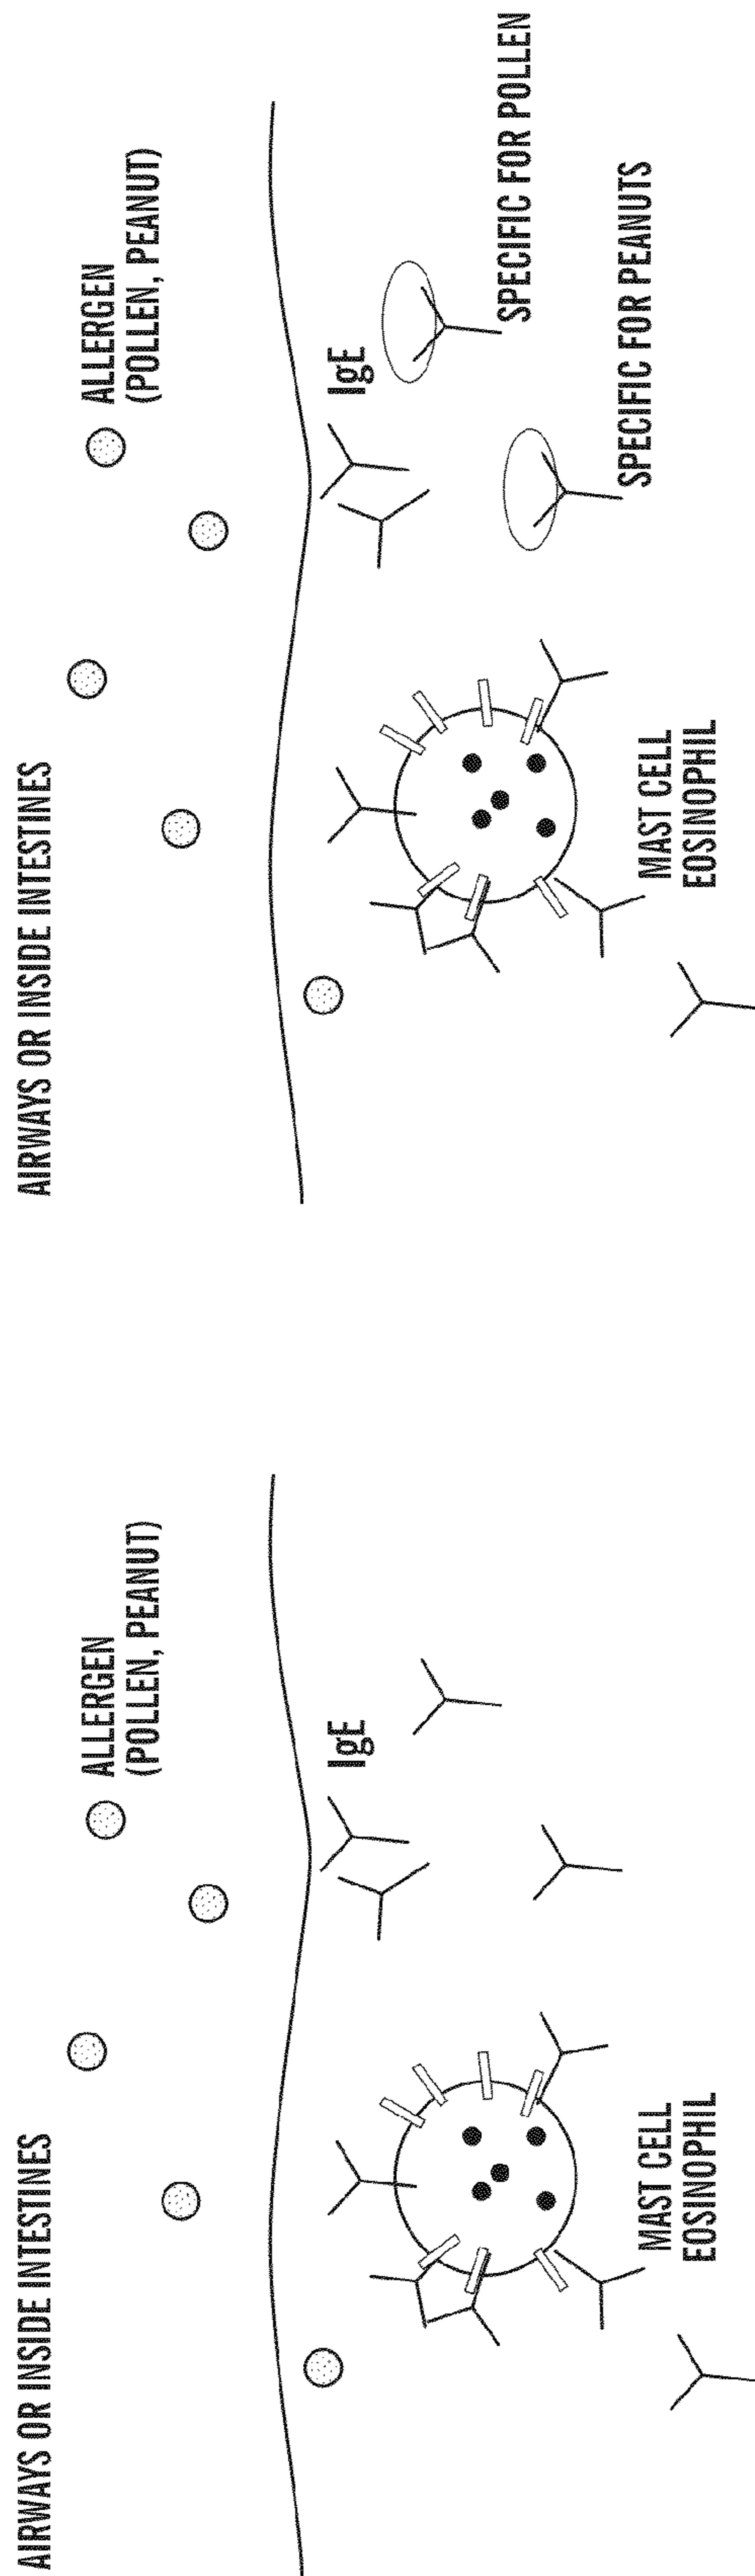 AIRWAYS OR INSIDE INTESTINES
ALLERGEN
(POLLEN, PEANUT)
IgE
MAST CELL
EOSINOPHIL
AIRWAYS OR INSIDE INTESTINES
ALLERGEN
(POLLEN, PEANUT)
IgE
SPECIFIC FOR POLLEN
SPECIFIC FOR PEANUTS
MAST CELL
EOSINOPHIL